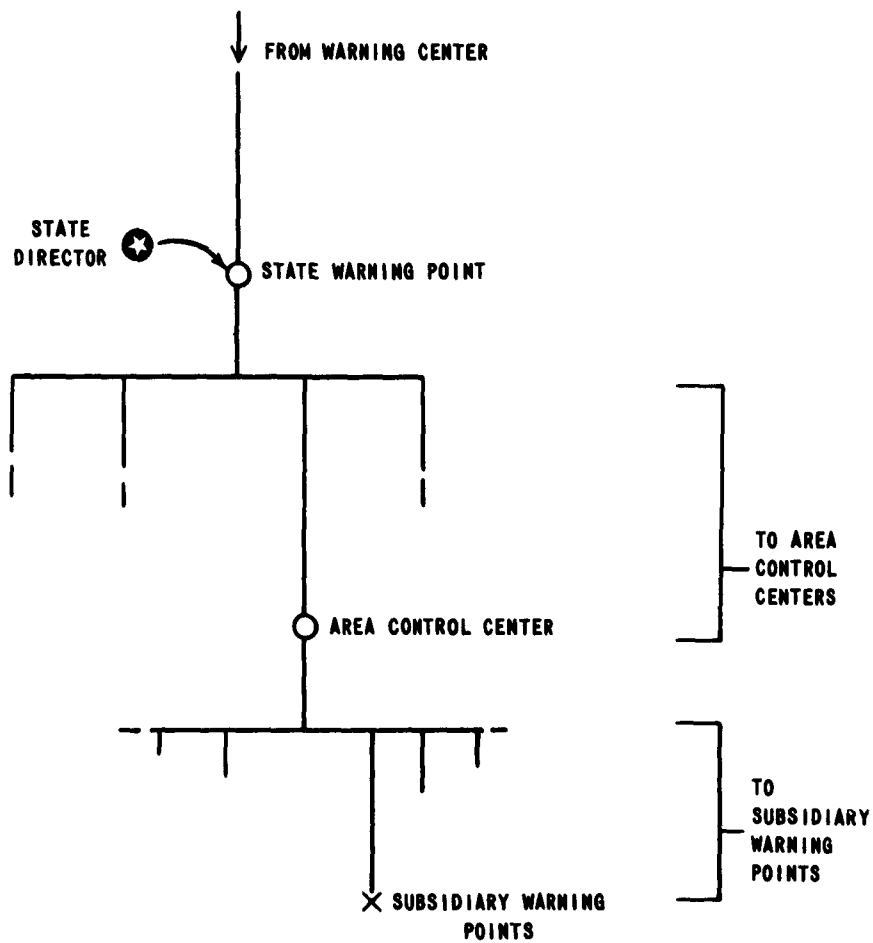 FROM WARNING CENTER
STATE
DIRECTOR
STATE WARNING POINT
TO AREA
CONTROL
CENTERS
AREA CONTROL CENTER
TO
SUBSIDIARY
WARNING
POINTS
SUBSIDIARY WARNING
POINTS